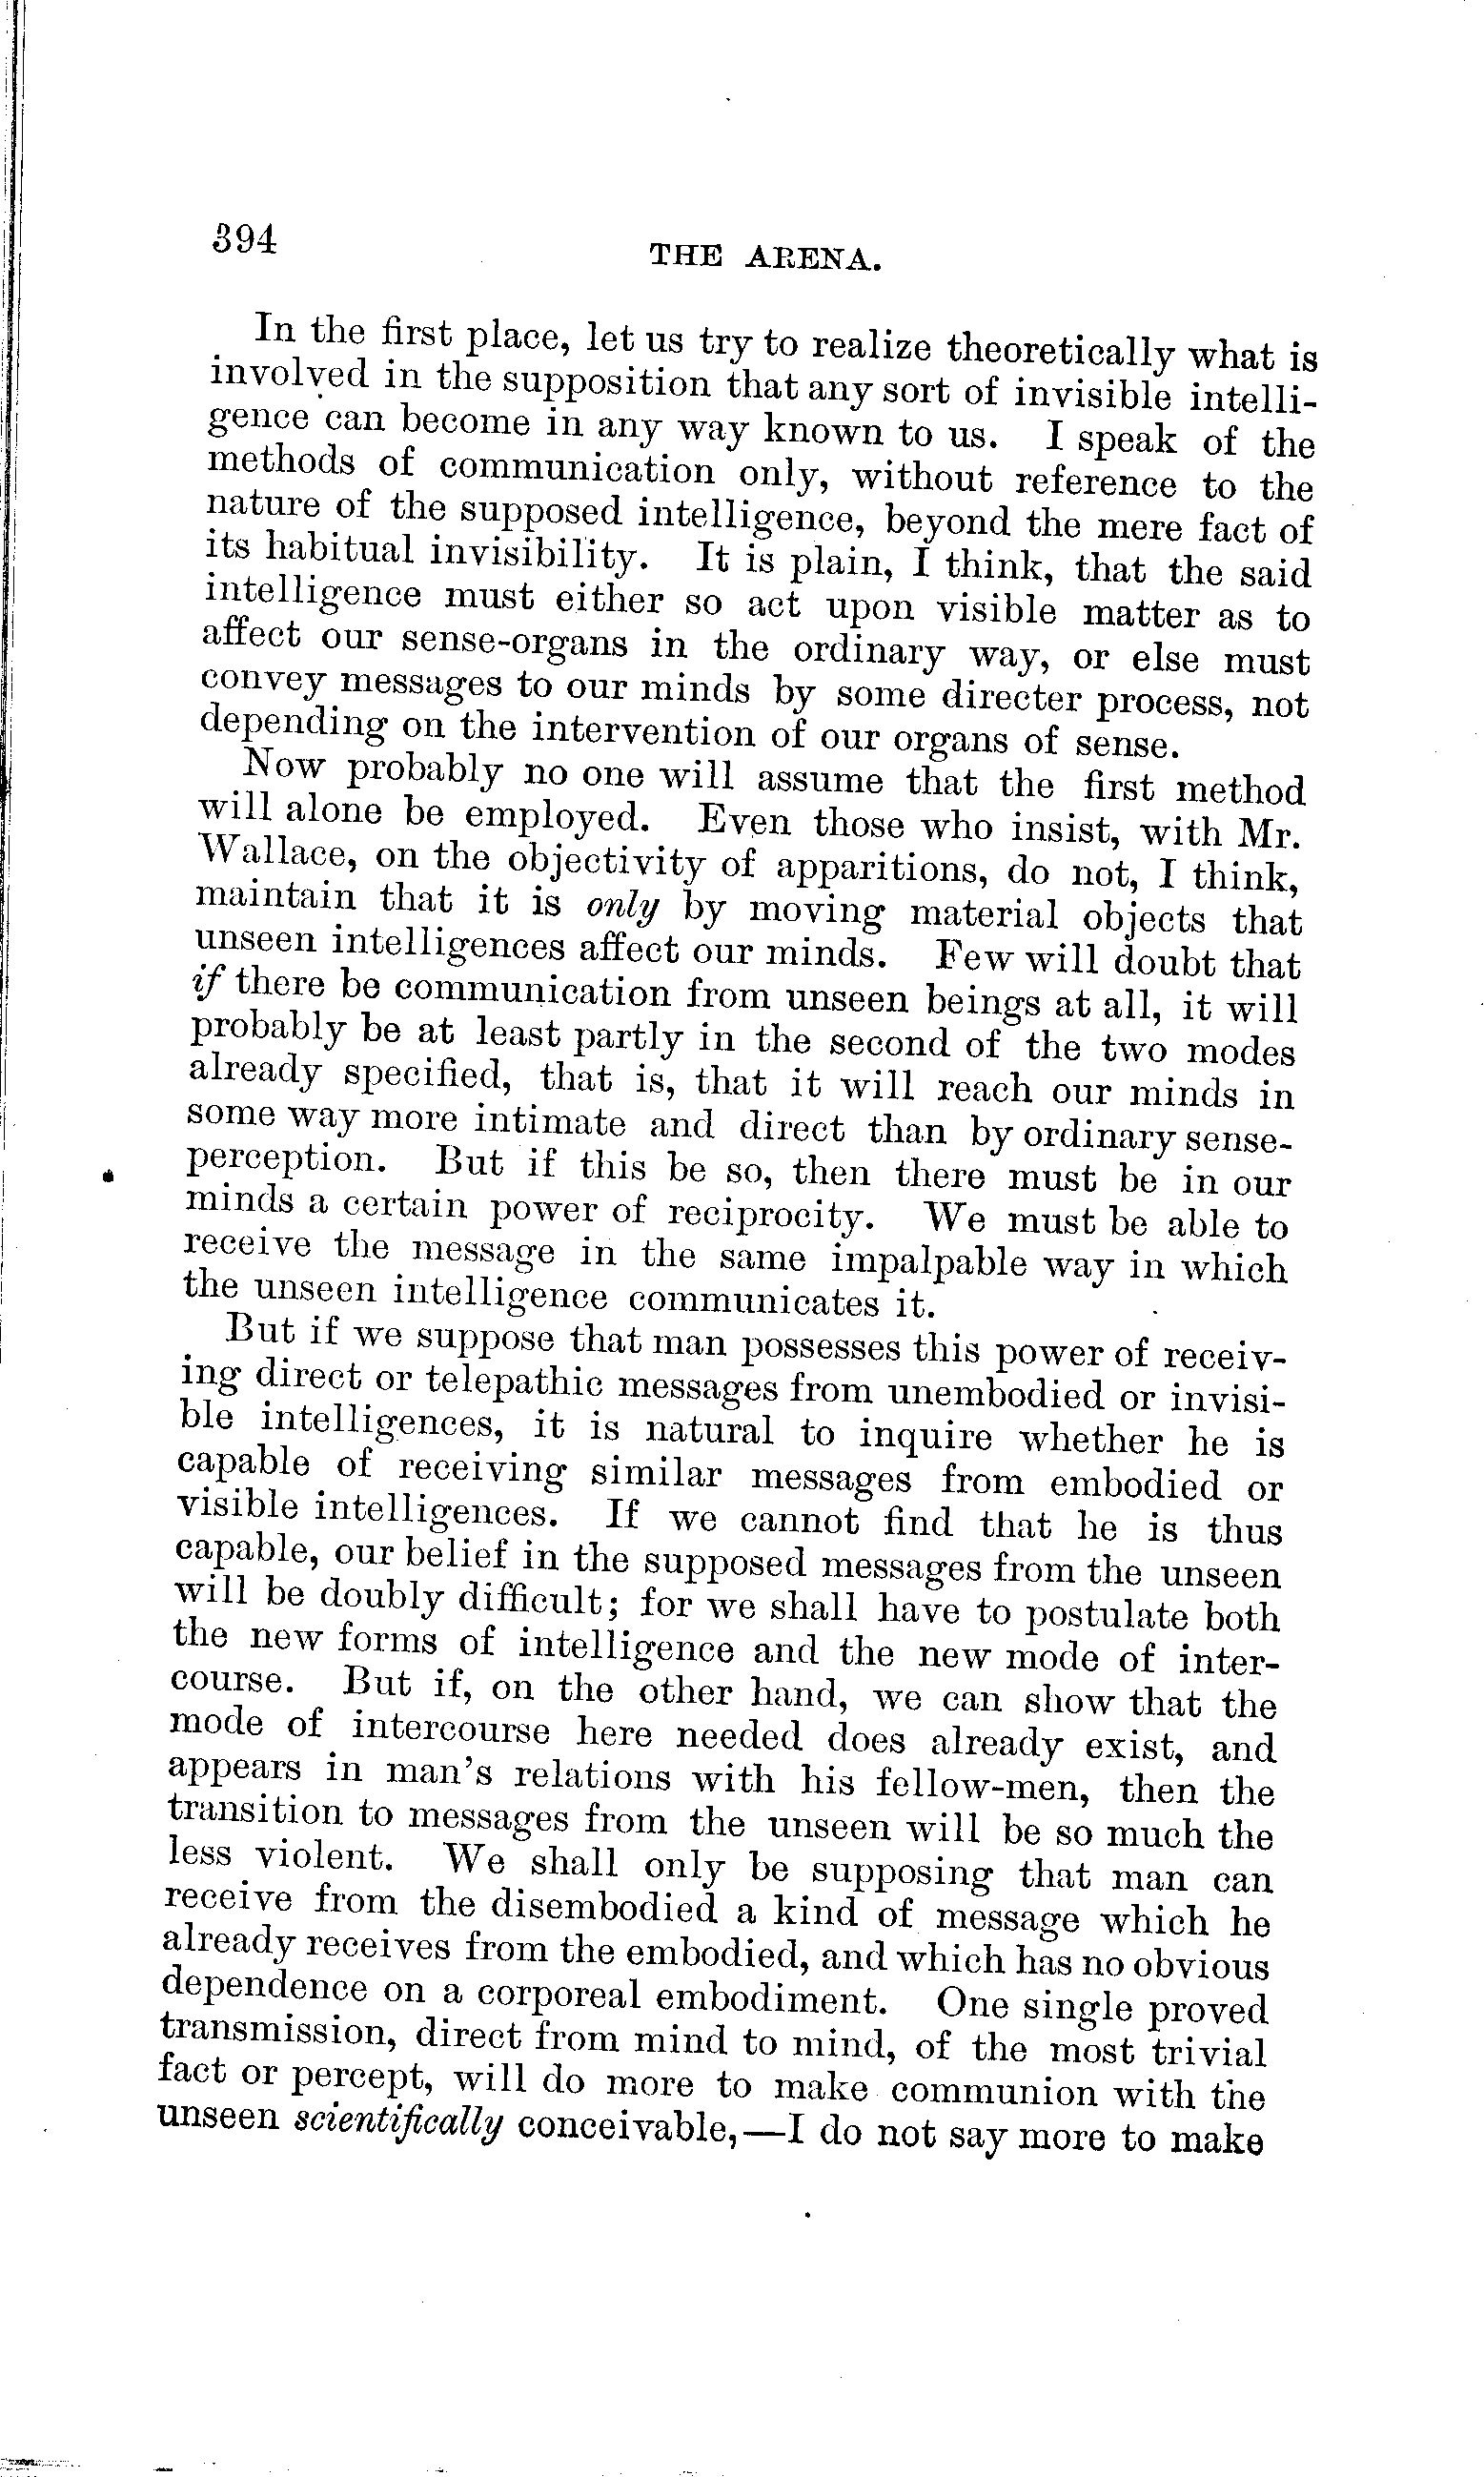 394
THE ARENA.
In the first place, let us try to realize theoretically what is
involved in the supposition that any sort of invisible intelli-
gence can become in any way known to us. I speak of the
methods of communication only, without reference to the
nature of the supposed intelligence, beyond the mere fact of
its habitual invisibility. It is plain, I think, that the said
intelligence must either so act upon visible matter as to
affect our sense-organs in the ordinary way, or else must
convey messages to our minds by some directer process, not
depending on the intervention of our organs of sense.
Now probably no one will assume that the first method
will alone be employed. Even those who insist, with Mr.
Wallace, on the objectivity of apparitions, do not, I think,
maintain that it is only by moving material objects that
unseen intelligences affect our minds. Few will doubt that
if there be communication from unseen beings at all, it will
probably be at least partly in the second of the two modes
already specified, that is, that it will reach our minds in
some way more intimate and direct than by ordinary sense-
perception. But if this be so, then there must be in our
minds a certain power of reciprocity. We must be able to
receive the message in the same impalpable way in which
the unseen intelligence communicates it.
But if we suppose that man possesses this power of receiv-
ing direct or telepathic messages from unembodied or invisi-
ble intelligences, it is natural to inquire whether he is
capable of receiving similar messages from embodied or
visible intelligences. If we cannot find that he is thus
capable, our belief in the supposed messages from the unseen
will be doubly difficult; for we shall have to postulate both
the new forms of intelligence and the new mode of inter-
course. But if, on the other hand, we can show that the
mode of intercourse here needed does already exist, and
appears in man's relations with his fellow-men, then the
transition to messages from the unseen will be so much the
less violent. We shall only be supposing that man can
receive from the disembodied a kind of message which he
already receives from the embodied, and which has no obvious
dependence on a corporeal embodiment. One single proved
transmission, direct from mind to mind, of the most trivial
fact or percept, will do more to make communion with the
unseen scientifically conceivable,—I do not say more to make